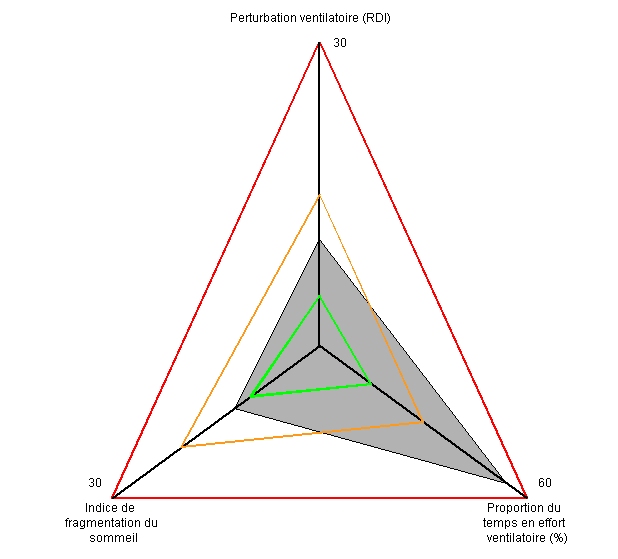 Perturbation ventilatoire (RDI)
30
30
60
Indice de
fragmentation du
sommeil
Proportion du
temps en effort
ventilatoire (%)